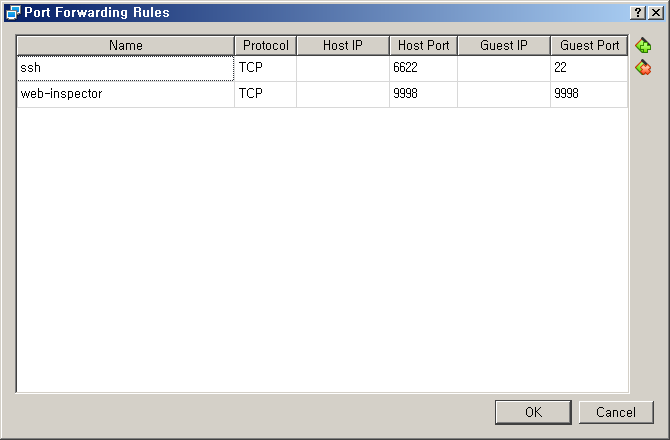 Port Forwarding Rules
Name Protocol Host IP Host Port Guest IP Guest Port
ssh TCP 6622 22
web-inspector TCP 9998 9998
OK Cancel